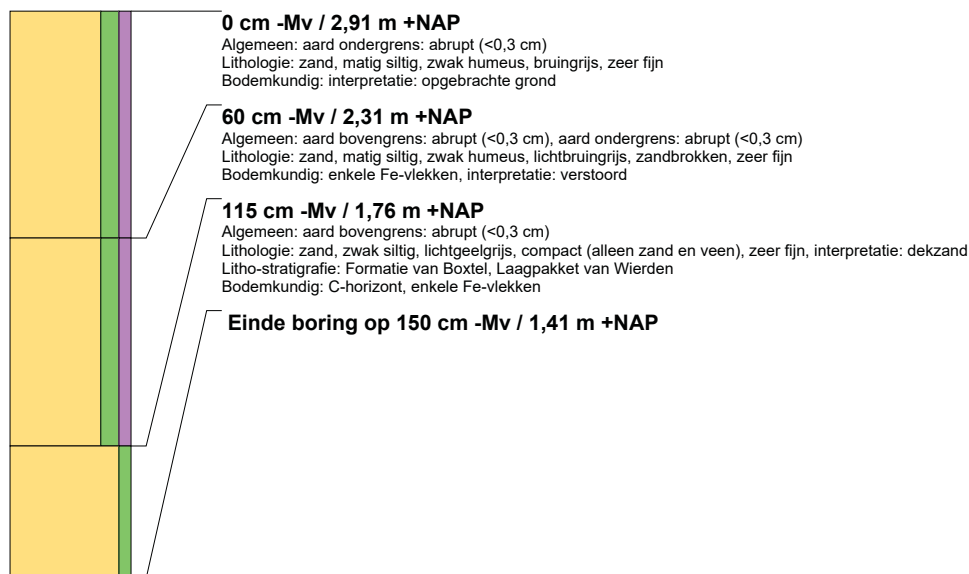 0 cm -Mv / 2,91 m +NAP
Algemeen: aard ondergrens: abrupt (<0,3 cm)
Lithologie: zand, matig siltig, zwak humeus, bruingrijs, zeer fijn
Bodemkundig: interpretatie: opgebrachte grond
60 cm -Mv / 2,31 m +NAP
Algemeen: aard bovengrens: abrupt (<0,3 cm), aard ondergrens: abrupt (<0,3 cm)
Lithologie: zand, matig siltig, zwak humeus, lichtbruingrijs, zandbrokken, zeer fijn
Bodemkundig: enkele Fe-vlekken, interpretatie: verstoord
115 cm -Mv / 1,76 m +NAP
Algemeen: aard bovengrens: abrupt (<0,3 cm)
Lithologie: zand, zwak siltig, lichtgeelgrijs, compact (alleen zand en veen), zeer fijn, interpretatie: dekzand
Litho-stratigrafie: Formatie van Boxtel, Laagpakket van Wierden
Bodemkundig: C-horizont, enkele Fe-vlekken
Einde boring op 150 cm -Mv / 1,41 m +NAP